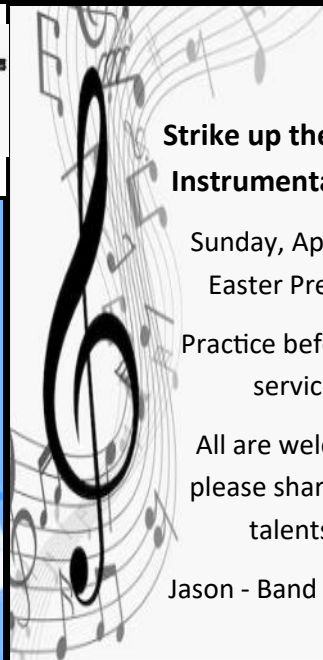 Strike up the
Instrumenta
Sunday, Ap
Easter Pre
Practice befo
servic
All are welc
please shar
talents
Jason - Band